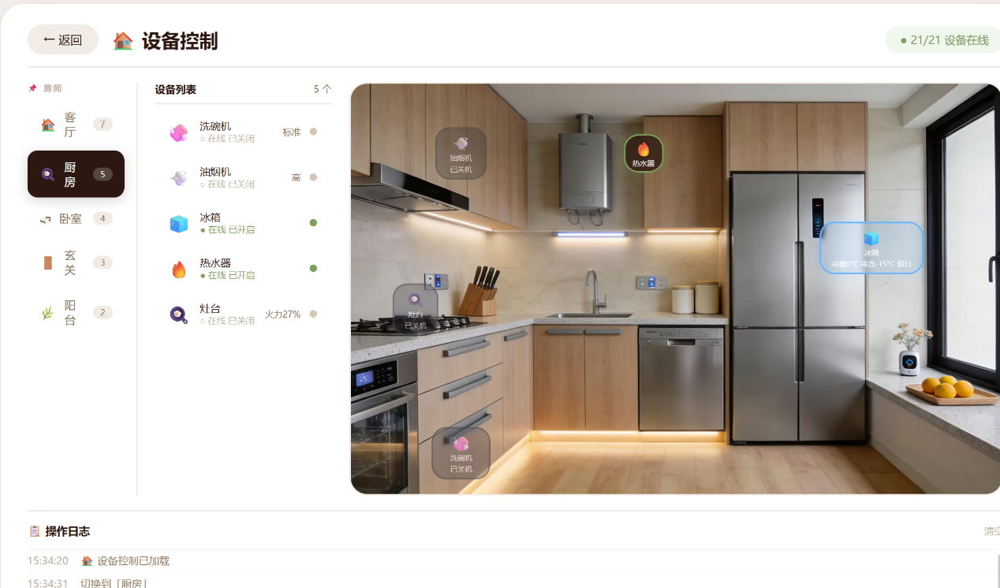 ← 返回
设备控制
● 21/21 设备在线
房间
客厅
7
厨房
5
卧室
4
玄关
3
阳台
2
设备列表
5 个
洗碗机
○ 在线 已关闭
标准
油烟机
○ 在线 已关闭
高
冰箱
● 在线 已开启
热水器
● 在线 已开启
灶台
○ 在线 已关闭
火力27%
油烟机
已关机
热水器
冰箱
冷藏6°C 冷冻-15°C 假日
灶台
已关机
洗碗机
已关机
操作日志
清空
15:34:20 设备控制已加载
15:34:31 切换到「厨房」